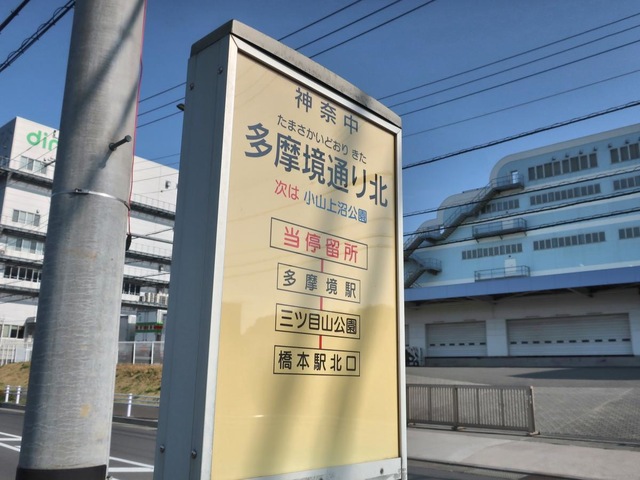 神奈中
たまさかいどおり きた
多摩境通り北
次は 小山上沼公園
当停留所
多摩境駅
三ツ目山公園
橋本駅北口